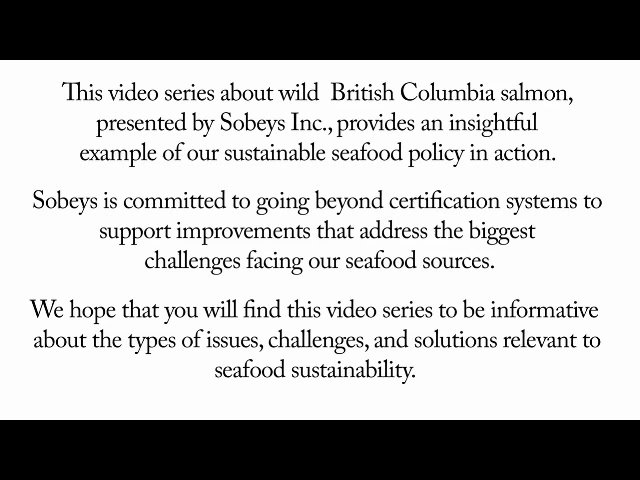 This video series about wild British Columbia salmon,
presented by Sobeys Inc., provides an insightful
example of our sustainable seafood policy in action.
Sobeys is committed to going beyond certification systems to
support improvements that address the biggest
challenges facing our seafood sources.
We hope that you will find this video series to be informative
about the types of issues, challenges, and solutions relevant to
seafood sustainability.